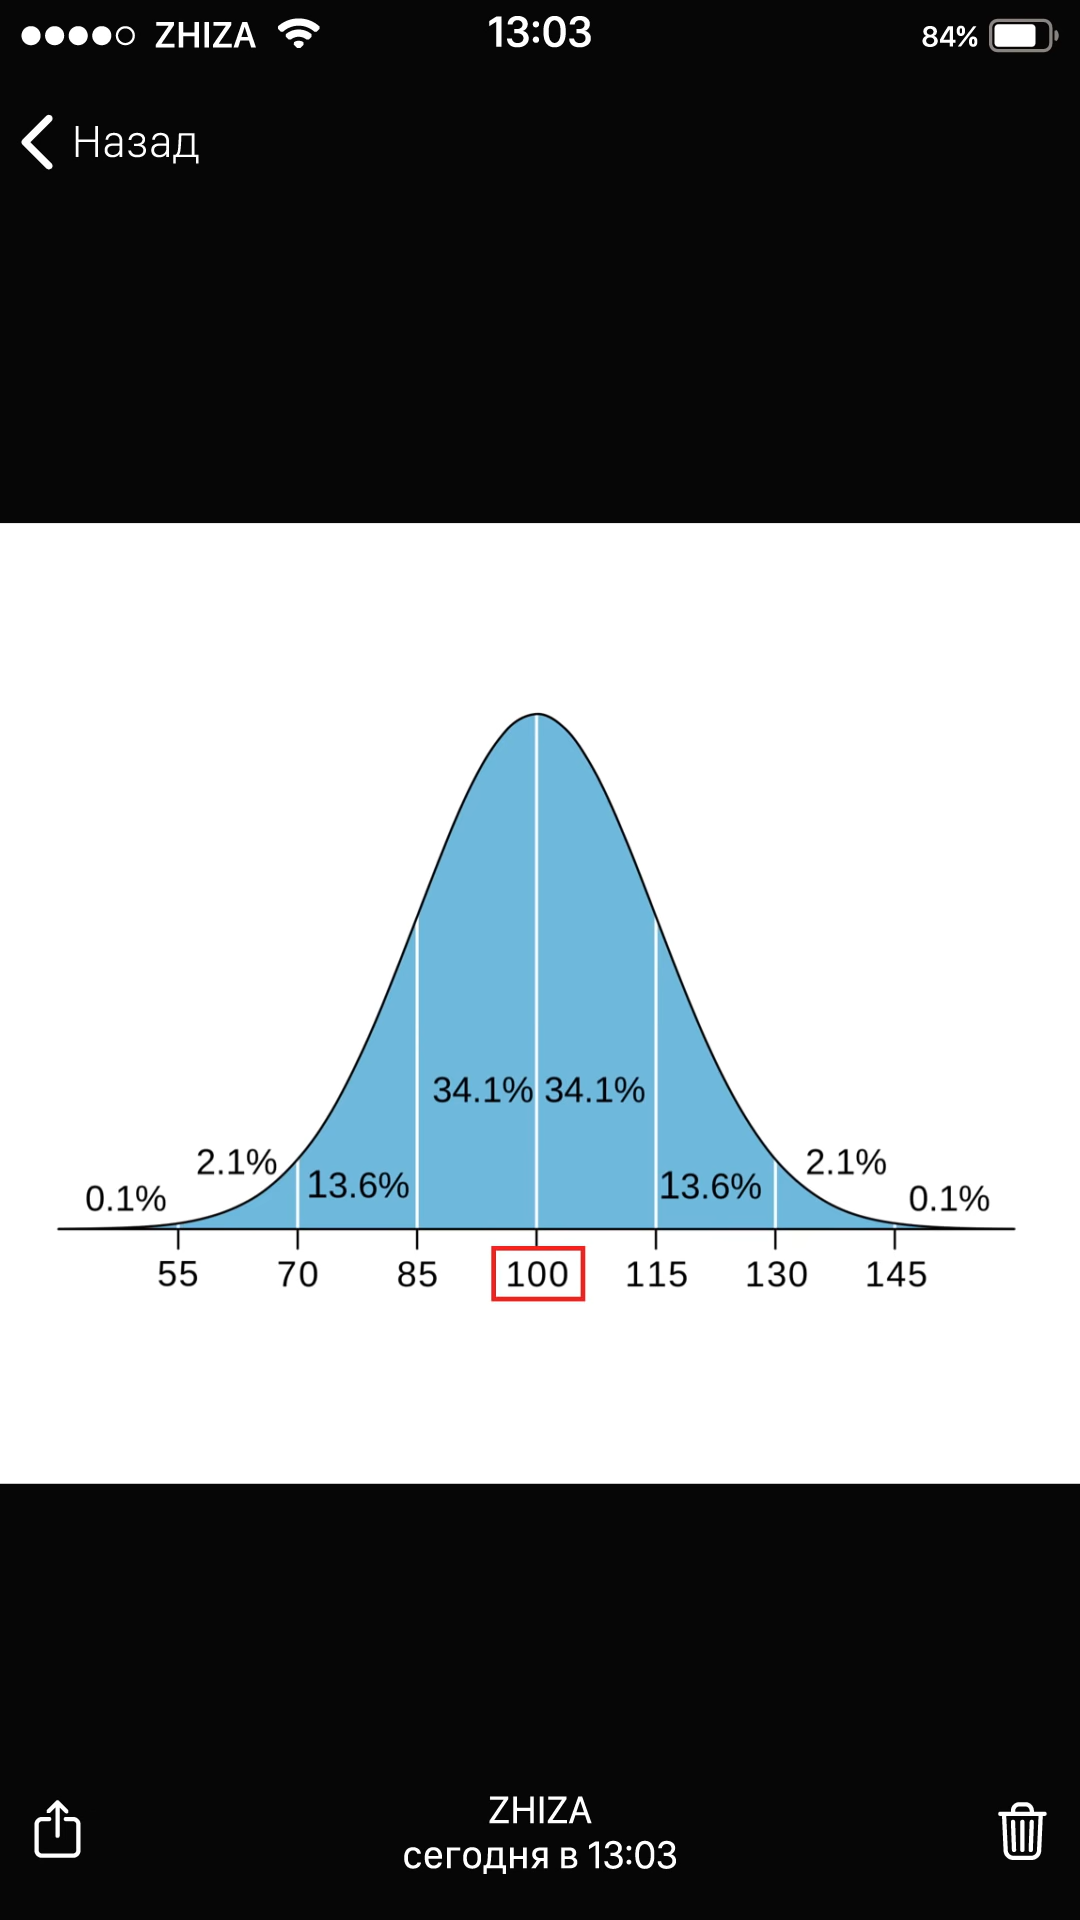 ZHIZA 13:03 84%
Назад
34.1% 34.1%
2.1% 2.1%
13.6% 13.6%
0.1% 0.1%
55 70 85 100 115 130 145
ZHIZA
сегодня в 13:03